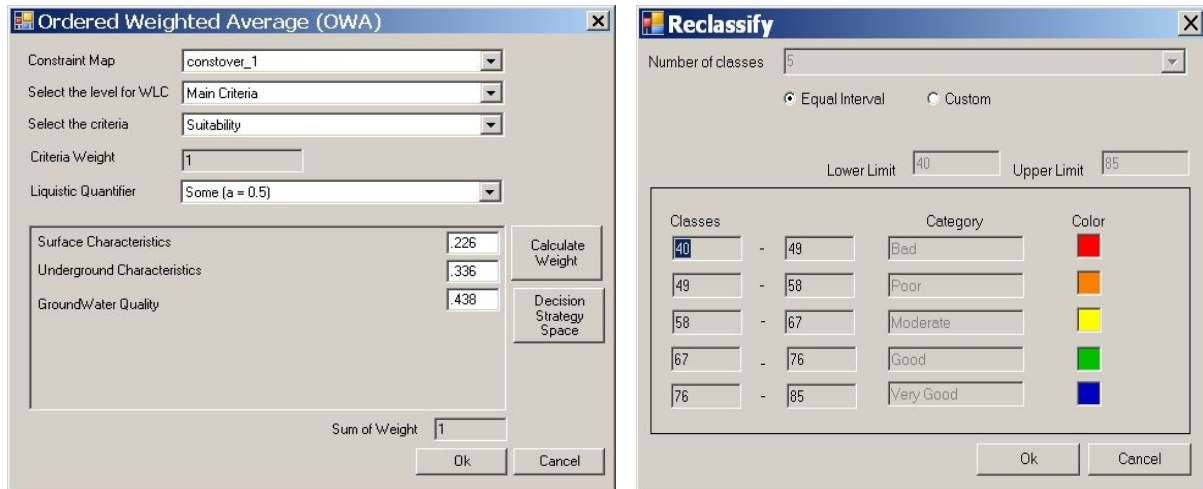 Ordered Weighted Average (OWA)
Constraint Map constover_1
Select the level for WLC Main Criteria
Select the criteria Suitability
Criteria Weight 1
Liquistic Quantifier Some (a = 0.5)
Surface Characteristics .226
Underground Characteristics .336
GroundWater Quality .438
Calculate
Weight
Decision
Strategy
Space
Sum of Weight 1
Ok Cancel
Reclassify
Number of classes 5
Equal Interval Custom
Lower Limit 40 Upper Limit 85
Classes Category Color
40 - 49 Bad
49 - 58 Poor
58 - 67 Moderate
67 - 76 Good
76 - 85 Very Good
Ok Cancel